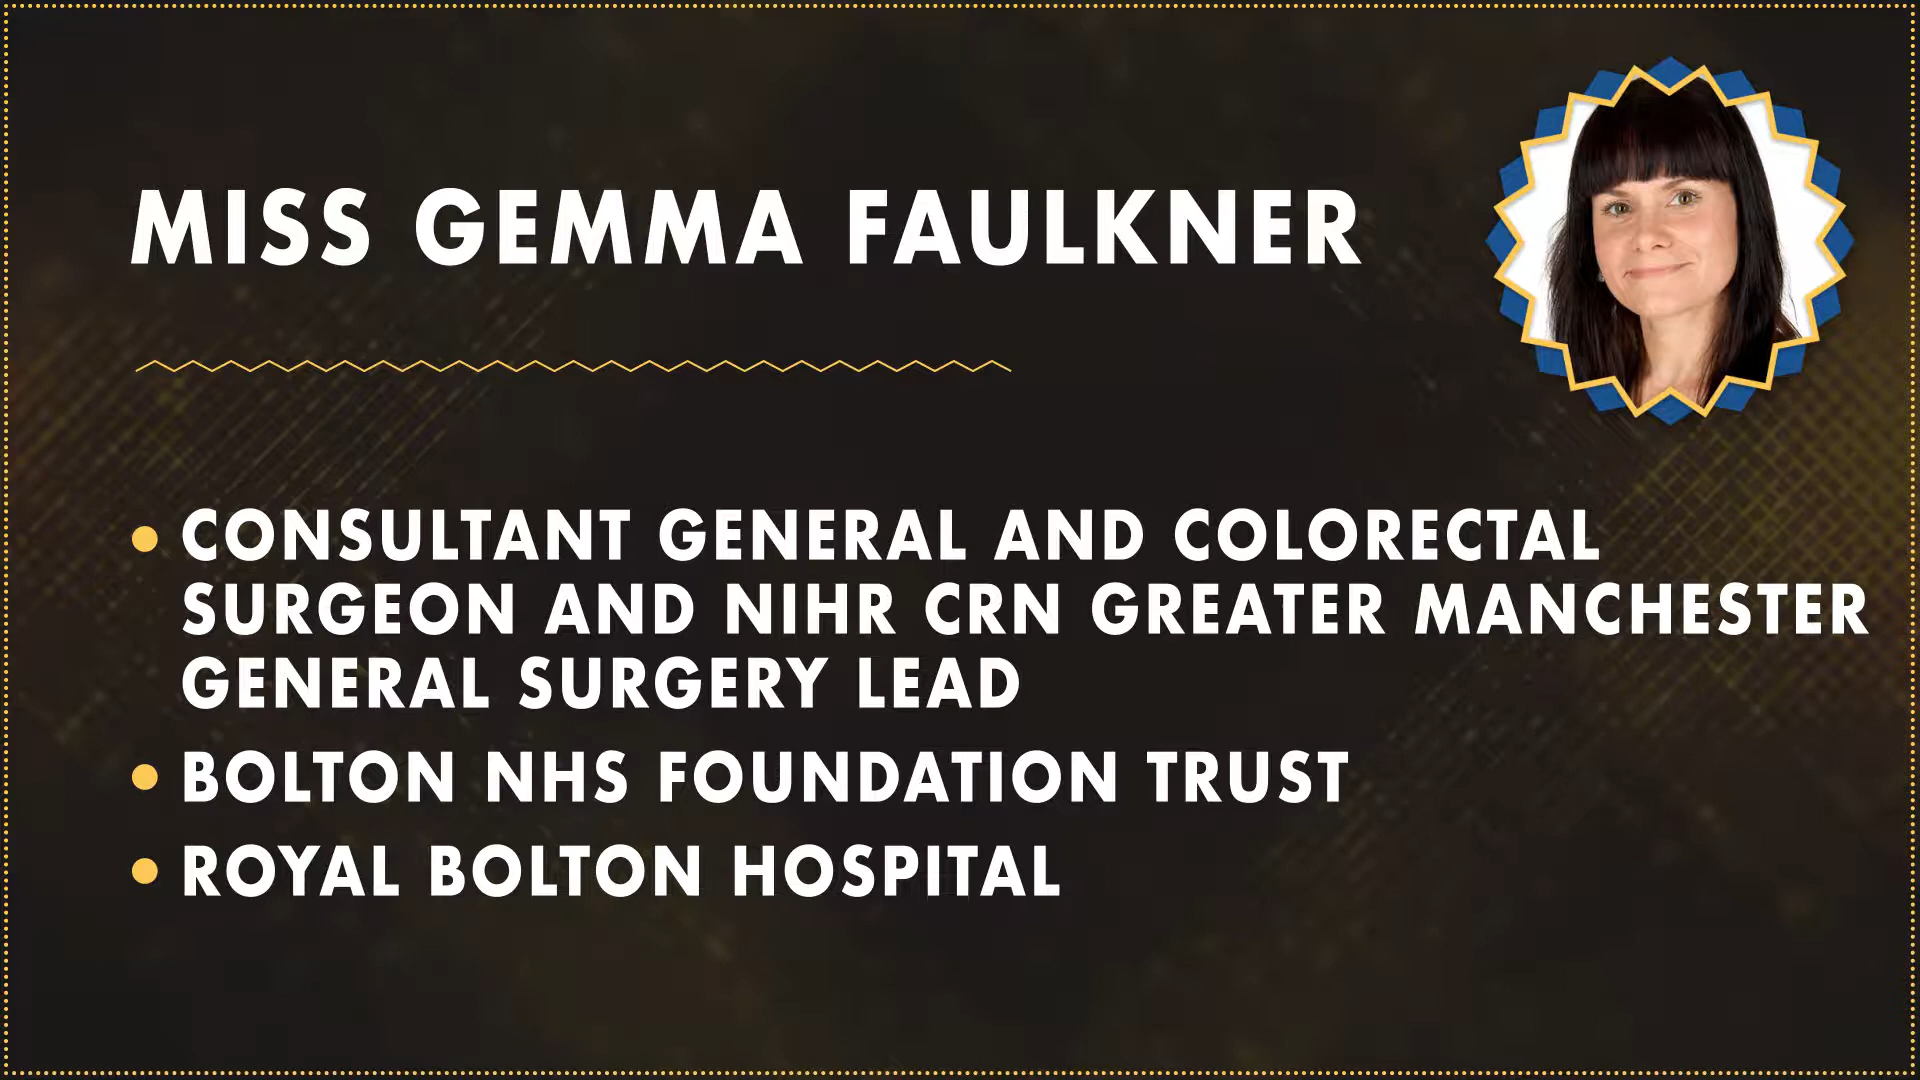 MISS GEMMA FAULKNER
• CONSULTANT GENERAL AND COLORECTAL
SURGEON AND NIHR CRN GREATER MANCHESTER
GENERAL SURGERY LEAD
• BOLTON NHS FOUNDATION TRUST
• ROYAL BOLTON HOSPITAL